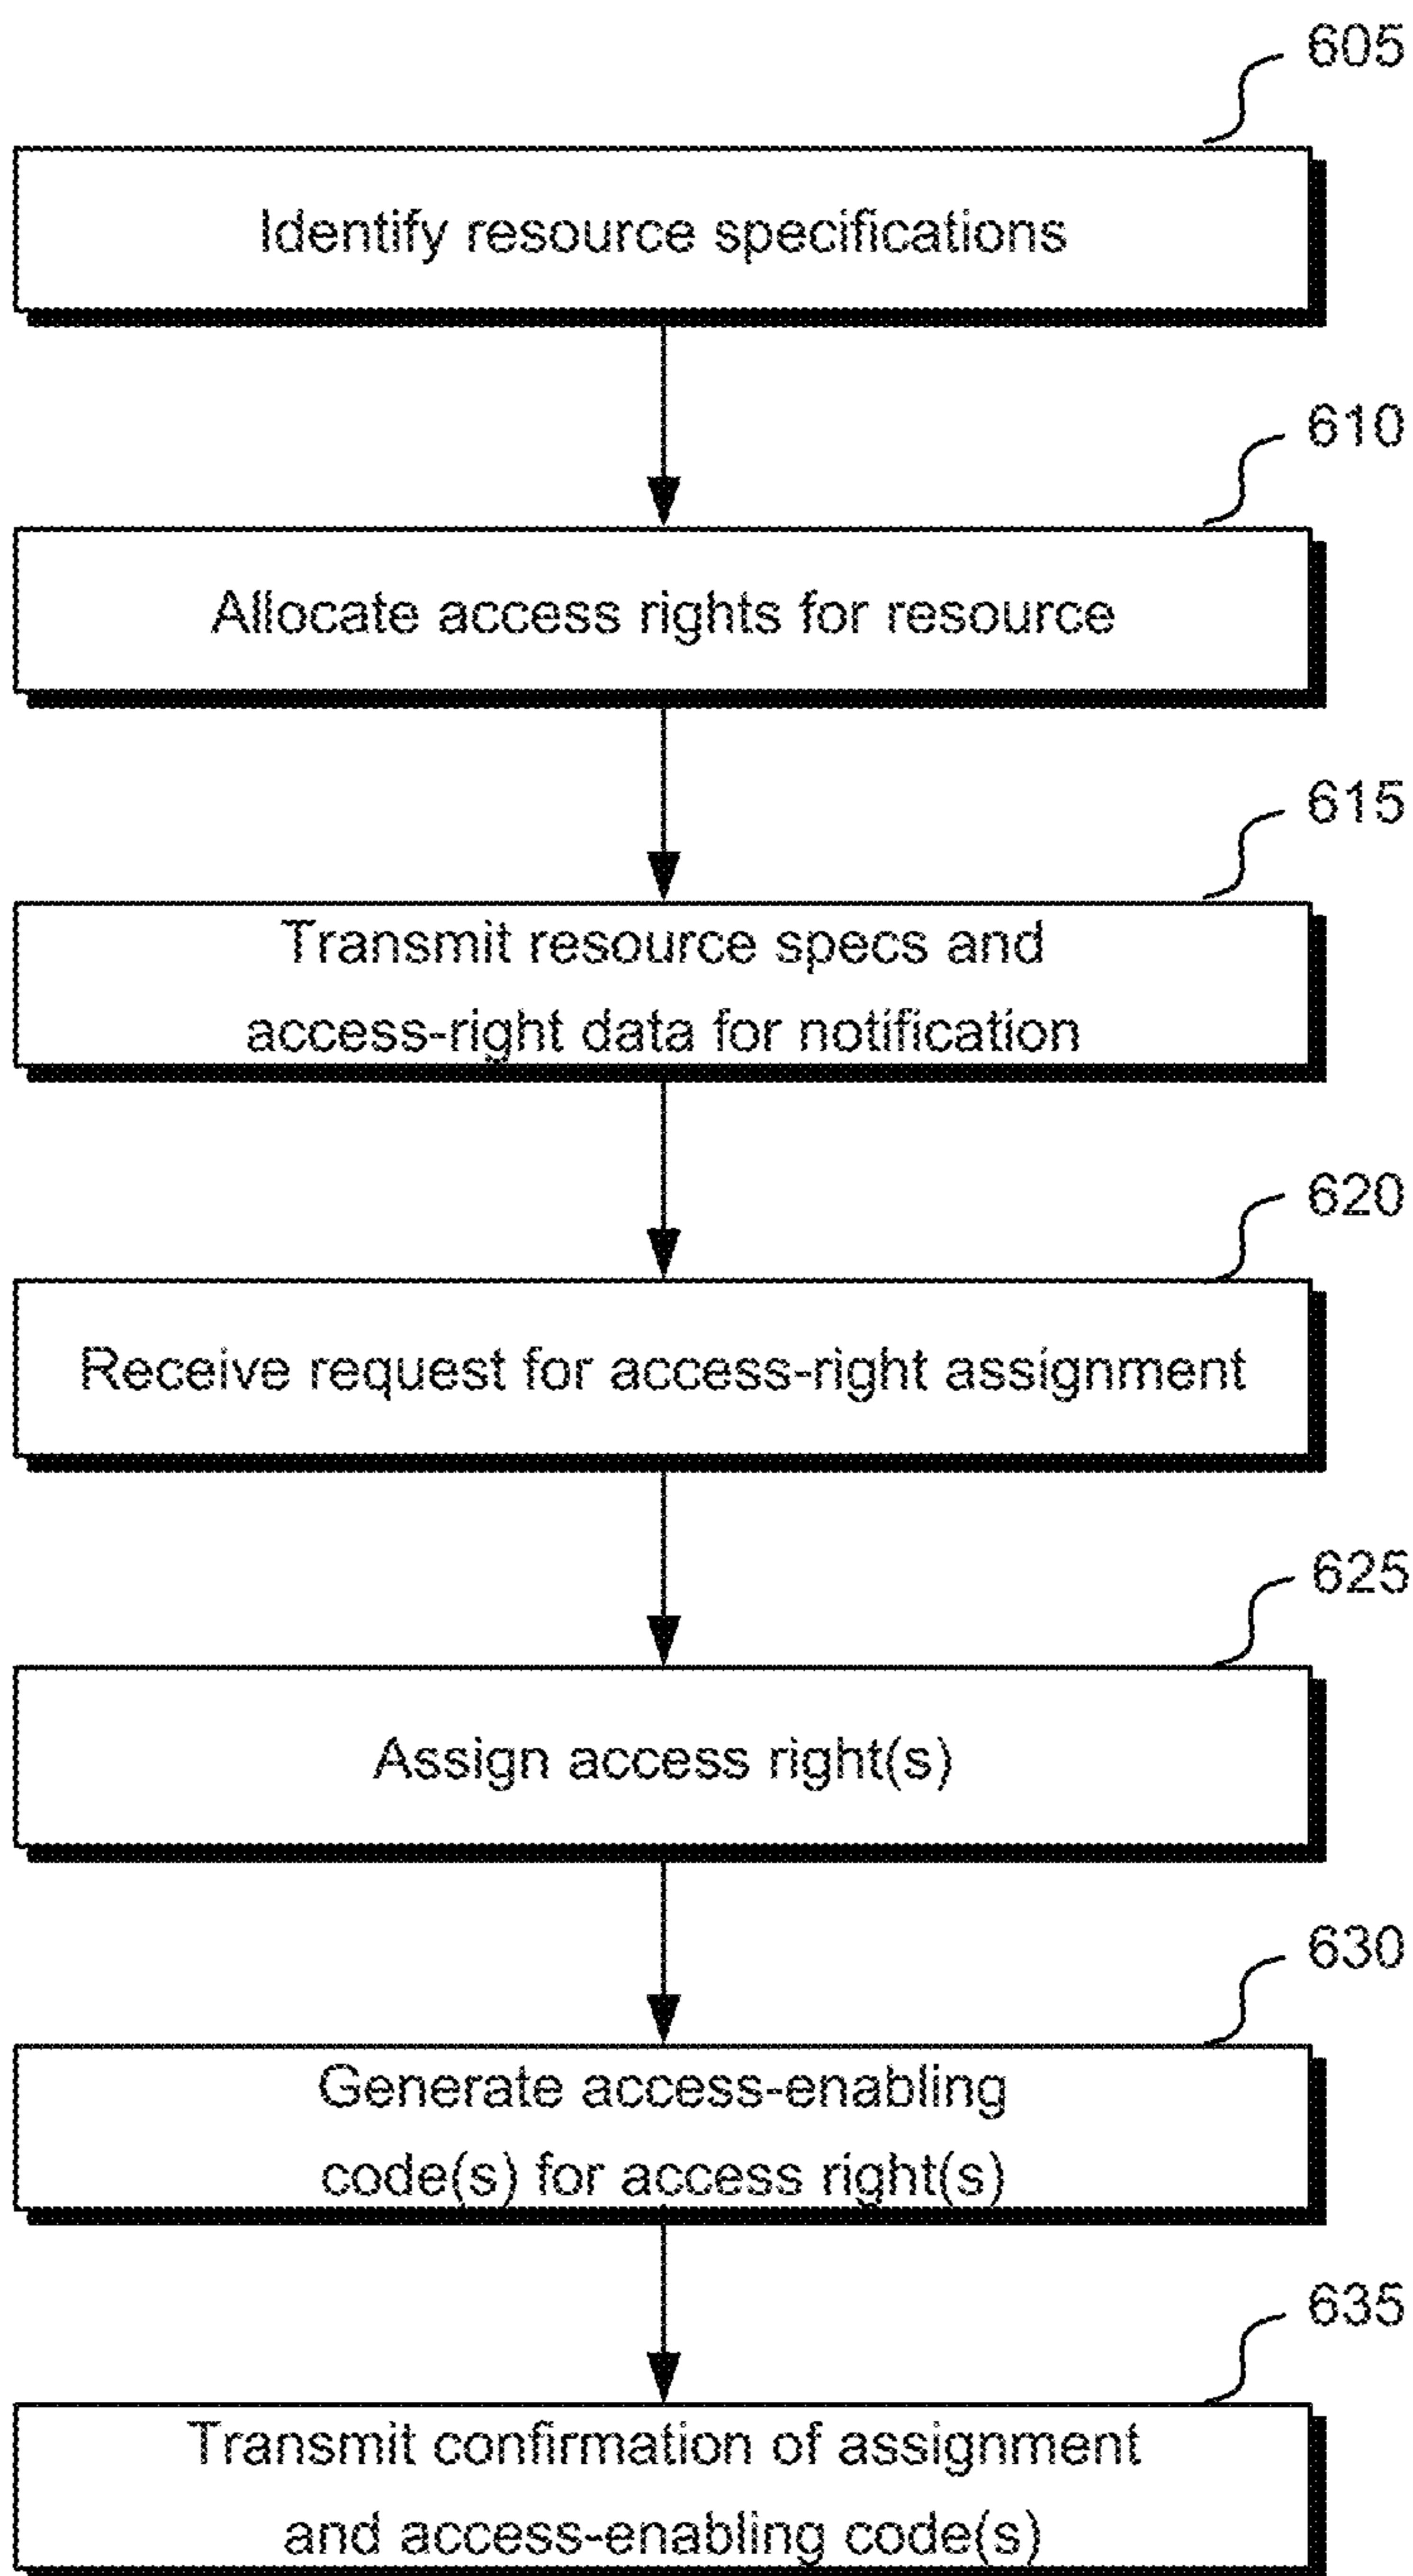 605
Identify resource specifications
610
Allocate access rights for resource
615
Transmit resource specs and
access-right data for notification
620
Receive request for access-right assignment
625
Assign access right(s)
630
Generate access-enabling
code(s) for access right(s)
635
Transmit confirmation of assignment
and access-enabling code(s)